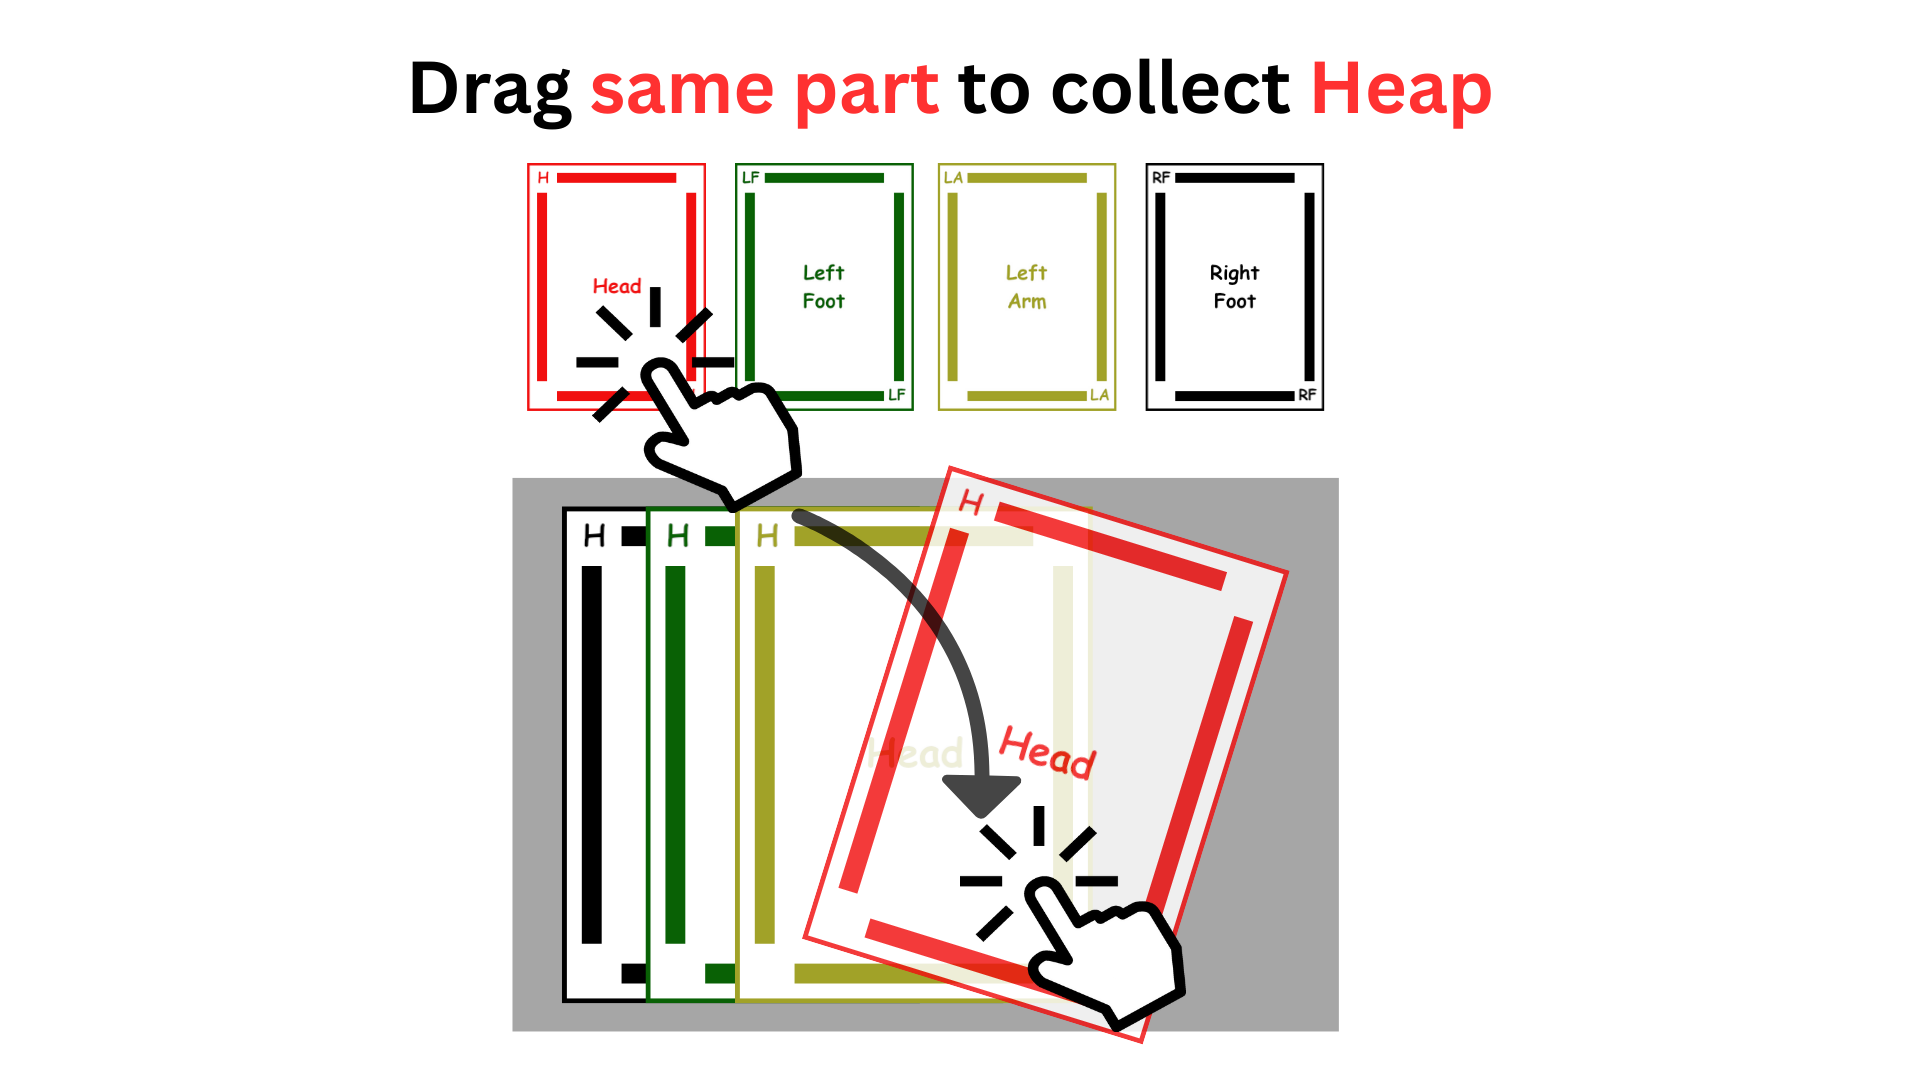 Drag same part to collect Heap
H
LF
LA
RF
Head
Left
Foot
Left
Arm
Right
Foot
LF
LA
RF
H
H
H
H
Head
Head